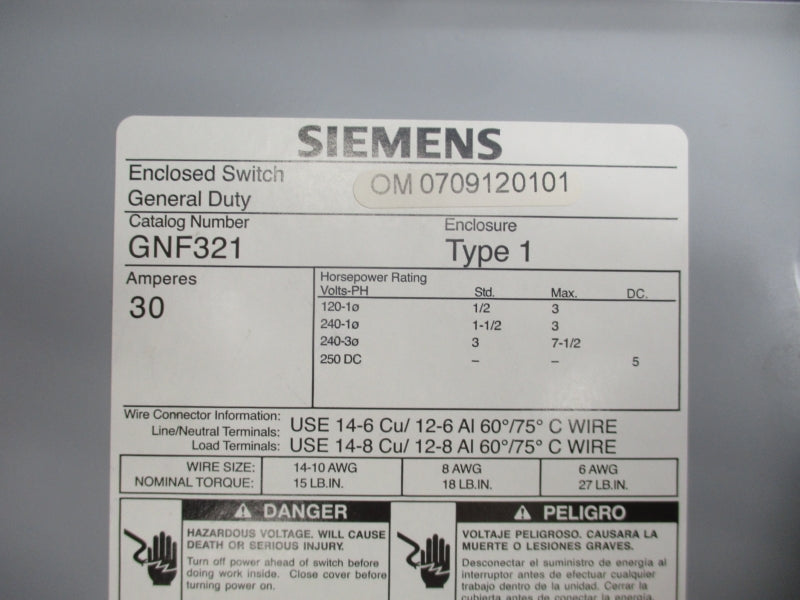 SIEMENS
Enclosed Switch
General Duty
OM 0709120101
Catalog Number
GNF321
Enclosure
Type 1
Amperes
30
Horsepower Rating
Volts-PH Std. Max. DC.
120-1ø 1/2 3
240-1ø 1-1/2 3
240-3ø 3 7-1/2
250 DC – – 5
Wire Connector Information:
Line/Neutral Terminals: USE 14-6 Cu/ 12-6 Al 60°/75° C WIRE
Load Terminals: USE 14-8 Cu/ 12-8 Al 60°/75° C WIRE
WIRE SIZE: 14-10 AWG 8 AWG 6 AWG
NOMINAL TORQUE: 15 LB.IN. 18 LB.IN. 27 LB.IN.
DANGER
HAZARDOUS VOLTAGE. WILL CAUSE
DEATH OR SERIOUS INJURY.
Turn off power ahead of switch before
doing work inside. Close cover before
turning power on.
PELIGRO
VOLTAJE PELIGROSO. CAUSARA LA
MUERTE O LESIONES GRAVES.
Desconectar el suministro de energía al
interruptor antes de efectuar cualquier
trabajo dentro de la unidad. Cerrar la
cubierta antes de conectar la energía.